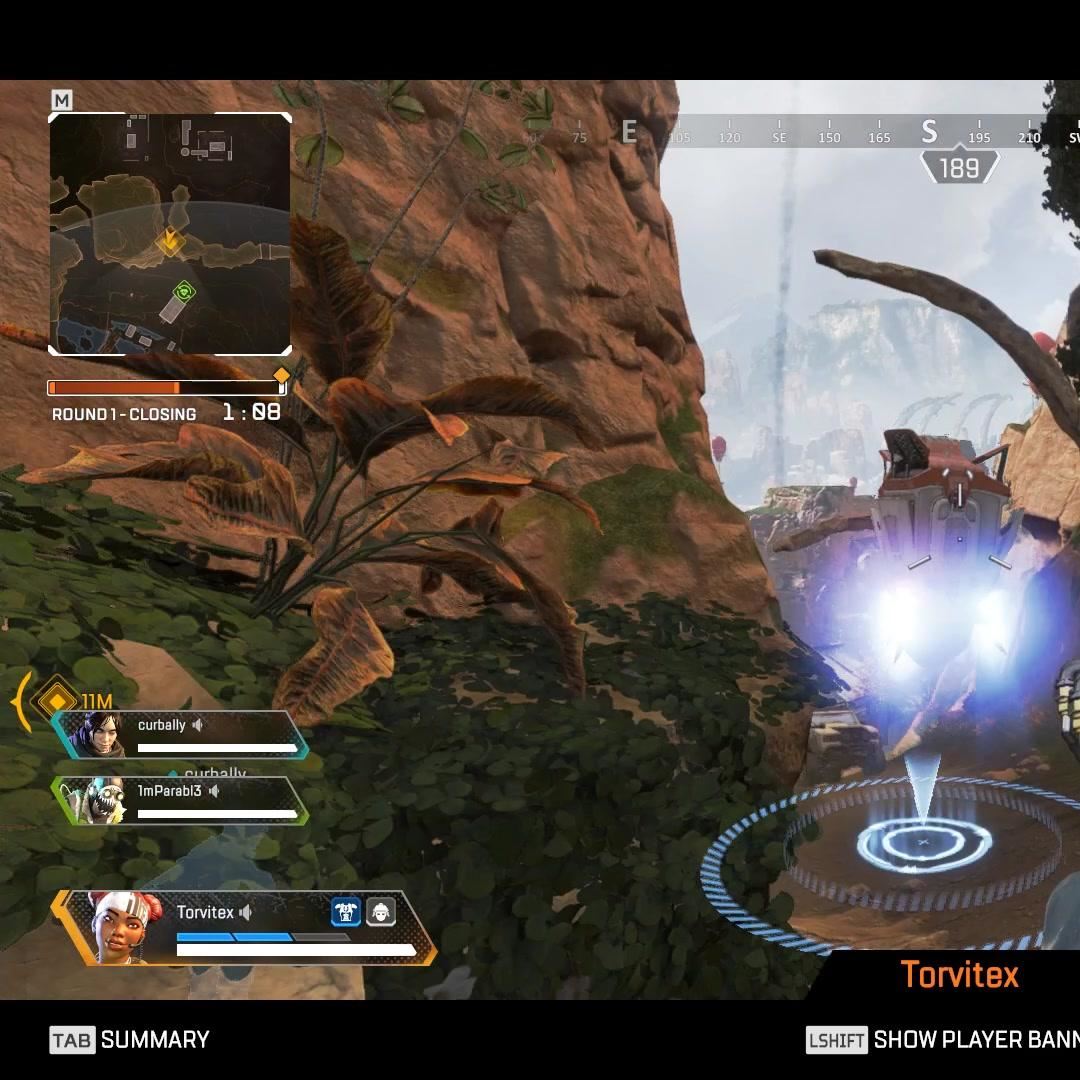 M
75 E 105 120 SE 150 165 S 195 210
189
ROUND 1 - CLOSING 1 : 08
11M
curbally
curbally
1mParabl3
Torvitex
Torvitex
TAB SUMMARY
LSHIFT SHOW PLAYER BANN